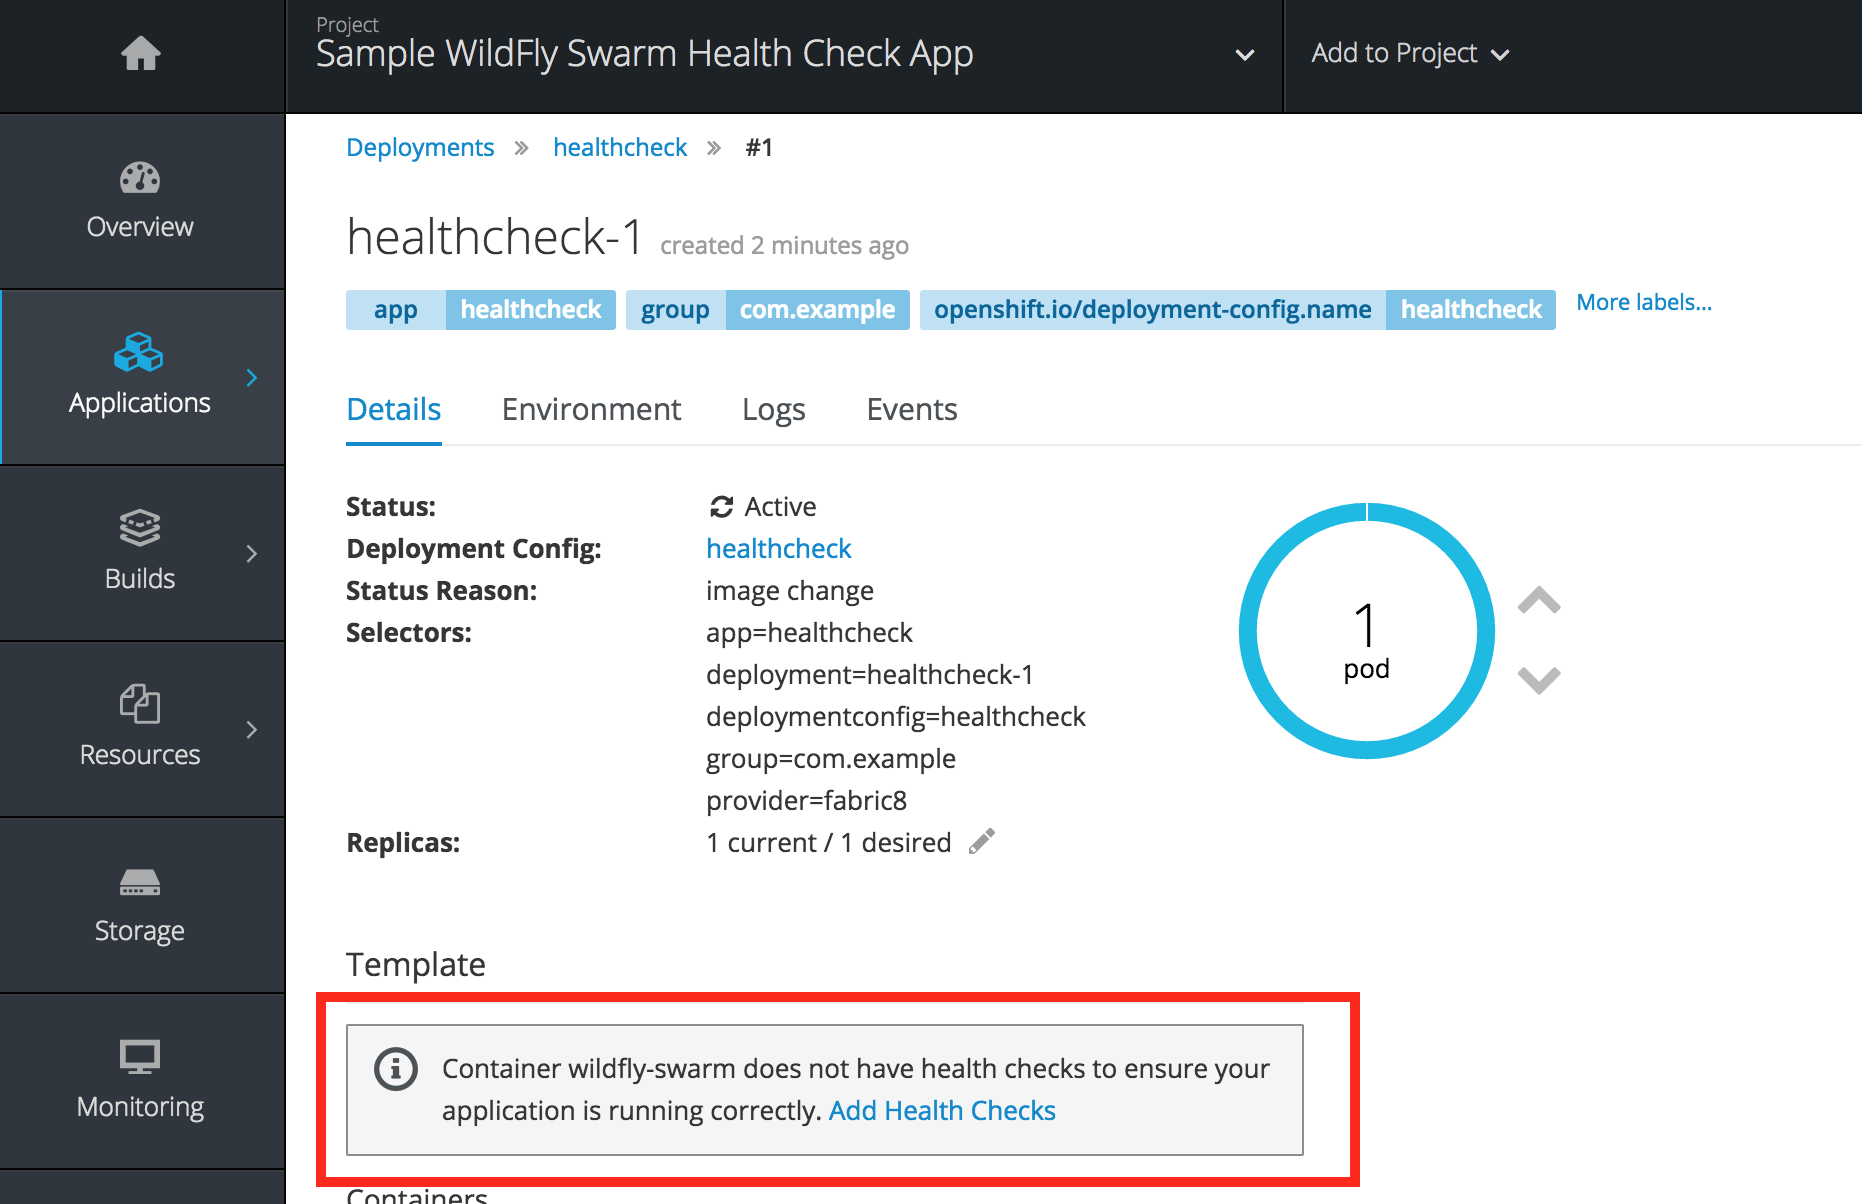 Project
Sample WildFly Swarm Health Check App
Add to Project
Overview
Applications
Builds
Resources
Storage
Monitoring
Deployments » healthcheck » #1
healthcheck-1 created 2 minutes ago
app healthcheck group com.example openshift.io/deployment-config.name healthcheck More labels...
Details Environment Logs Events
Status: Active
Deployment Config: healthcheck
Status Reason: image change
Selectors: app=healthcheck
deployment=healthcheck-1
deploymentconfig=healthcheck
group=com.example
provider=fabric8
Replicas: 1 current / 1 desired
1
pod
Template
Container wildfly-swarm does not have health checks to ensure your
application is running correctly. Add Health Checks
Containers